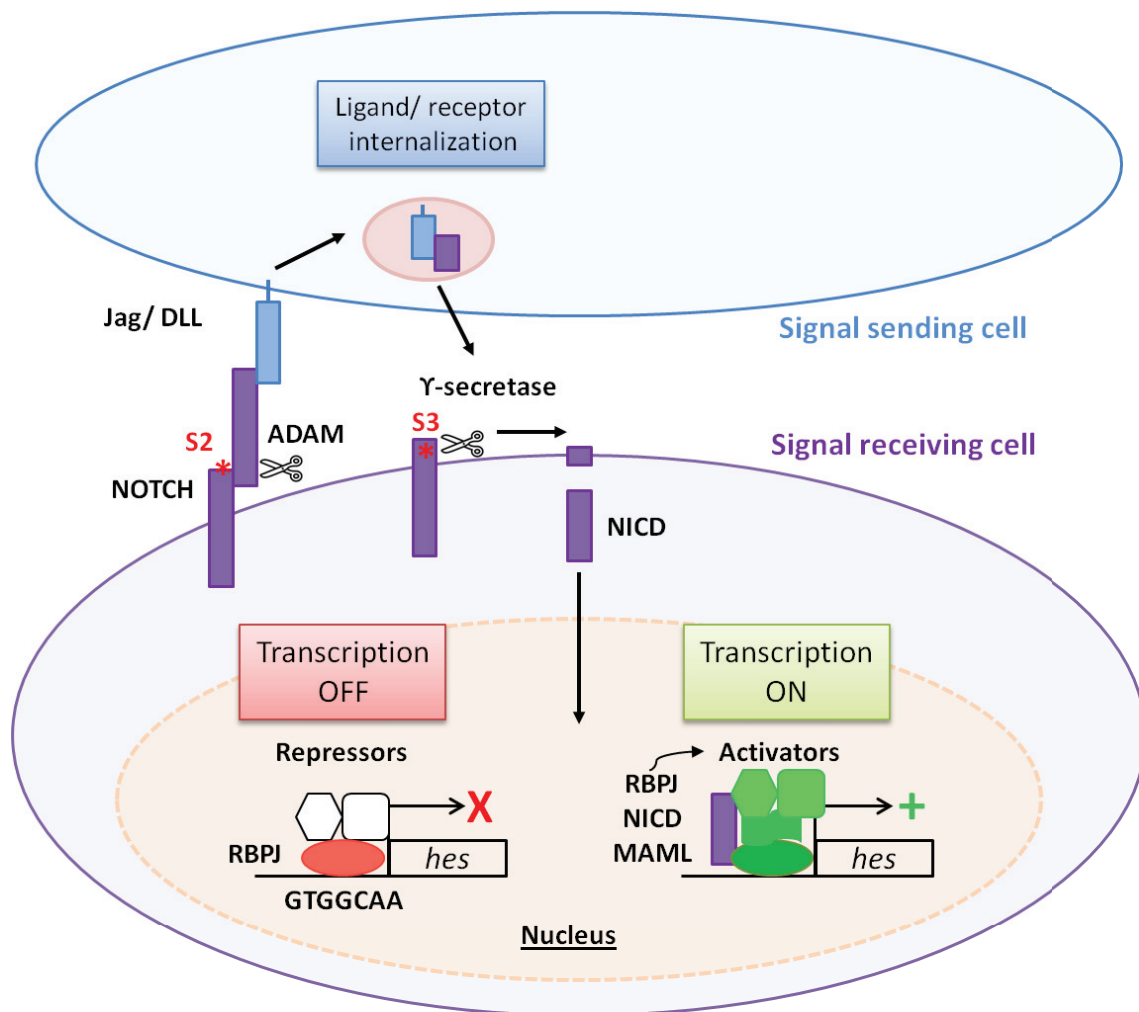 Ligand/ receptor
internalization
Jag/ DLL
Signal sending cell
ϒ-secretase
S3
S2
ADAM
Signal receiving cell
NOTCH
NICD
Transcription
OFF
Transcription
ON
Repressors
Activators
RBPJ
NICD
MAML
X
+
RBPJ
hes
hes
GTGGCAA
Nucleus